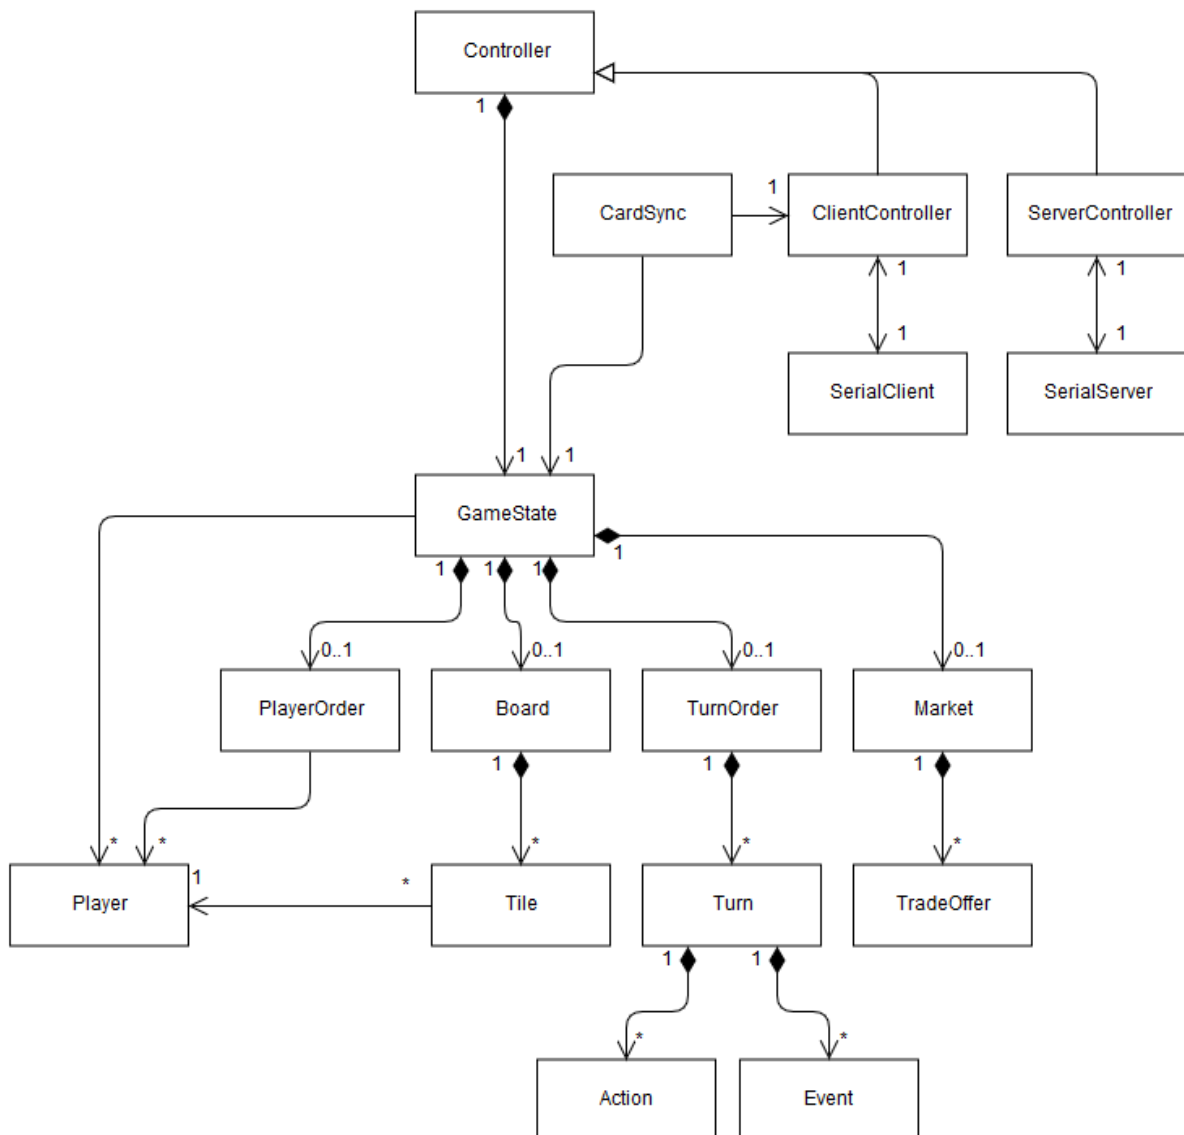 Controller
1
1
CardSync
ClientController
ServerController
1
1
1
1
SerialClient
SerialServer
1
1
GameState
1
1
1
1
0..1
0..1
0..1
0..1
PlayerOrder
Board
TurnOrder
Market
1
1
1
*
*
*
*
*
1
*
Player
Tile
Turn
TradeOffer
1
1
*
*
Action
Event